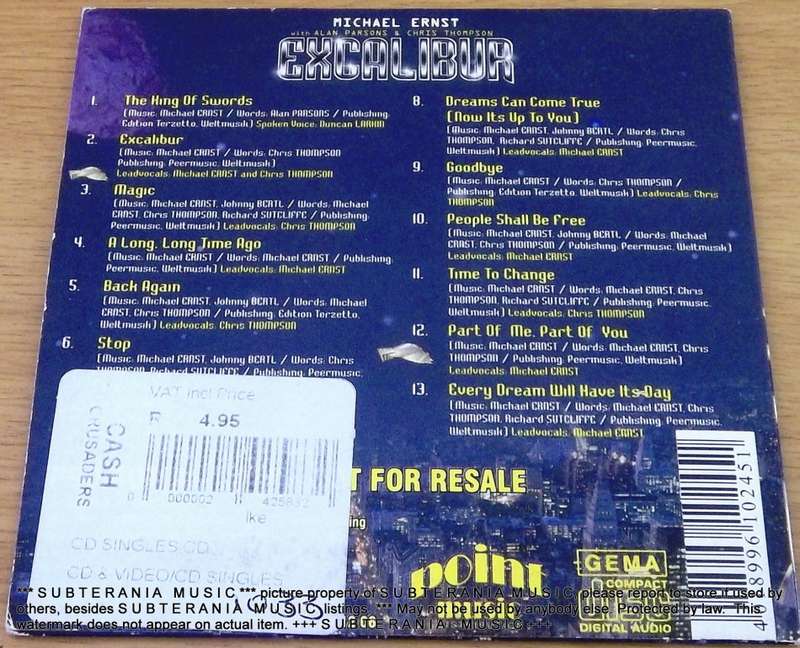 MICHAEL ERNST
with ALAN PARSONS & CHRIS THOMPSON
EXCALIBUR
1. The King Of Swords
(Music: Michael ERNST / Words: Alan PARSONS / Publishing:
Edition Terzetto, Weltmusik) Spoken Voice: Duncan LARKIN
2. Excalibur
(Music: Michael ERNST / Words: Chris THOMPSON
Publishing: Peermusic, Weltmusik)
Leadvocals: Michael ERNST and Chris THOMPSON
3. Magic
(Music: Michael ERNST, Johnny BERTL / Words: Michael
ERNST, Chris THOMPSON, Richard SUTCLIFFE / Publishing:
Peermusic, Weltmusik) Leadvocals: Chris THOMPSON
4. A Long, Long Time Ago
(Music: Michael ERNST / Words: Michael ERNST / Publishing:
Peermusic, Weltmusik) Leadvocals: Michael ERNST
5. Back Again
(Music: Michael ERNST, Johnny BERTL / Words: Michael
ERNST, Chris THOMPSON / Publishing: Edition Terzetto,
Weltmusik) Leadvocals: Chris THOMPSON
6. Stop
(Music: Michael ERNST, Johnny BERTL / Words: Chris
THOMPSON, Richard SUTCLIFFE / Publishing: Peermusic,
8. Dreams Can Come True
(Now Its Up To You)
(Music: Michael ERNST, Johnny BERTL / Words: Chris
THOMPSON, Richard SUTCLIFFE / Publishing: Peermusic,
Weltmusik) Leadvocals: Michael ERNST
9. Goodbye
(Music: Michael ERNST / Words: Chris THOMPSON /
Publishing: Edition Terzetto, Weltmusik) Leadvocals: Chris
THOMPSON
10. People Shall Be Free
(Music: Michael ERNST, Johnny BERTL / Words: Michael
ERNST, Chris THOMPSON / Publishing: Peermusic,
Weltmusik) Leadvocals: Michael ERNST
11. Time To Change
(Music: Michael ERNST / Words: Michael ERNST, Chris
THOMPSON, Richard SUTCLIFFE / Publishing: Peermusic,
Weltmusik) Leadvocals: Chris THOMPSON
12. Part Of Me, Part Of You
(Music: Michael ERNST / Words: Michael ERNST, Chris
THOMPSON / Publishing: Peermusic, Weltmusik)
Leadvocals: Michael ERNST
13. Every Dream Will Have Its Day
(Music: Michael ERNST / Words: Michael ERNST, Chris
THOMPSON, Richard SUTCLIFFE / Publishing: Peermusic,
Weltmusik) Leadvocals: Michael ERNST
VAT incl Price
R 4.95
CASH
CRUSADERS
Ike
CD SINGLES CD
CD & VIDEO/CD SINGLES
T FOR RESALE
point
music
GEMA
COMPACT
disc
DIGITAL AUDIO
*** SUBTERANIA MUSIC *** picture property of SUBTERANIA MUSIC, please report to store if used by
others, besides SUBTERANIA MUSIC listings. *** May not be used by anybody else. Protected by law. This
watermark does not appear on actual item. +++ SUBTERANIA MUSIC +++